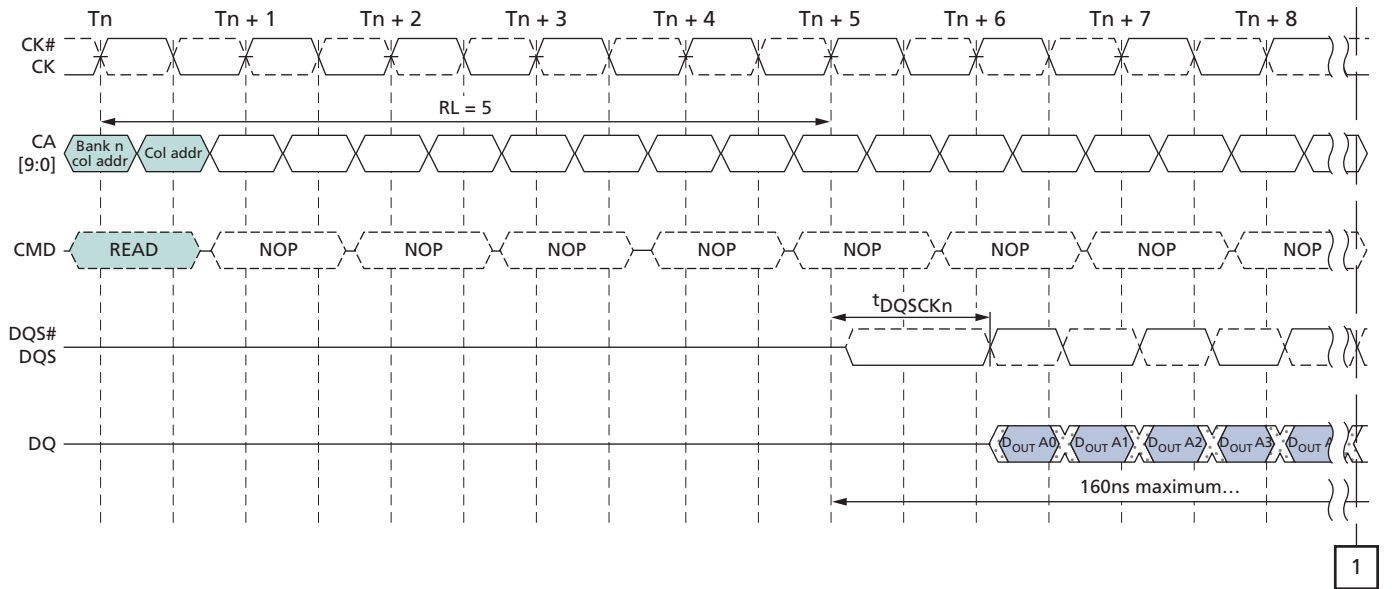 Tn Tn + 1 Tn + 2 Tn + 3 Tn + 4 Tn + 5 Tn + 6 Tn + 7 Tn + 8
CK#
CK
RL = 5
CA
[9:0]
Bank n
col addr
Col addr
CMD READ NOP NOP NOP NOP NOP NOP NOP NOP
tDQSCKn
DQS#
DQS
DQ DOUT A0 DOUT A1 DOUT A2 DOUT A3 DOUT A
160ns maximum…
1